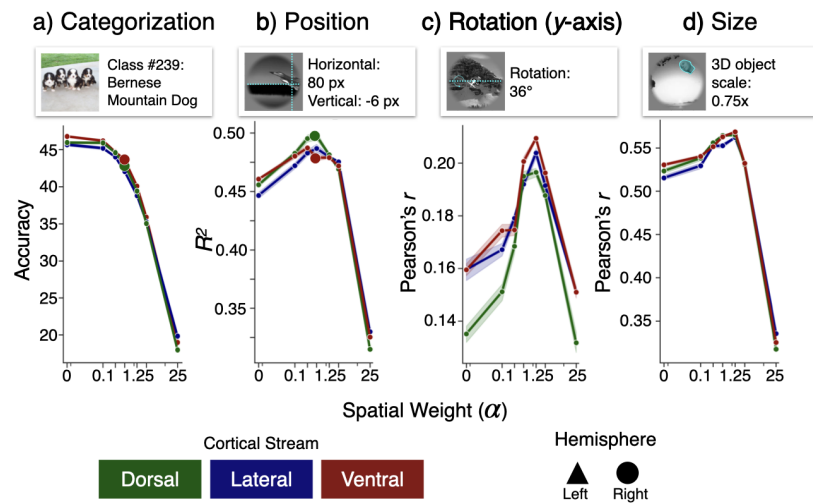 a) Categorization
b) Position
c) Rotation (y-axis)
d) Size
Class #239:
Bernese
Mountain Dog
Horizontal:
80 px
Vertical: -6 px
Rotation:
36°
3D object
scale:
0.75x
Accuracy
45
40
35
30
25
20
0
0.1
1.25
25
R²
0.50
0.45
0.40
0.35
0
0.1
1.25
25
Pearson's r
0.20
0.18
0.16
0.14
0
0.1
1.25
25
Pearson's r
0.55
0.50
0.45
0.40
0.35
0
0.1
1.25
25
Spatial Weight (α)
Cortical Stream
Dorsal
Lateral
Ventral
Hemisphere
Left
Right